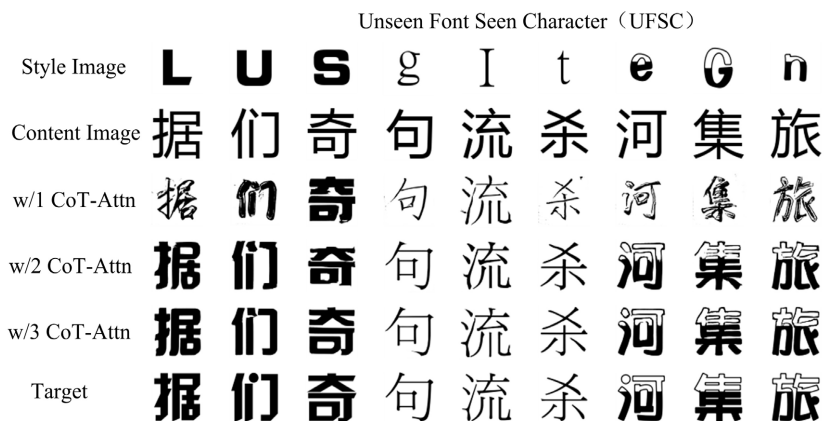 Unseen Font Seen Character（UFSC）
Style Image L U S g I t e G n
Content Image 据 们 奇 句 流 杀 河 集 旅
w/1 CoT-Attn 据 们 奇 句 流 杀 河 集 旅
w/2 CoT-Attn 据 们 奇 句 流 杀 河 集 旅
w/3 CoT-Attn 据 们 奇 句 流 杀 河 集 旅
Target 据 们 奇 句 流 杀 河 集 旅